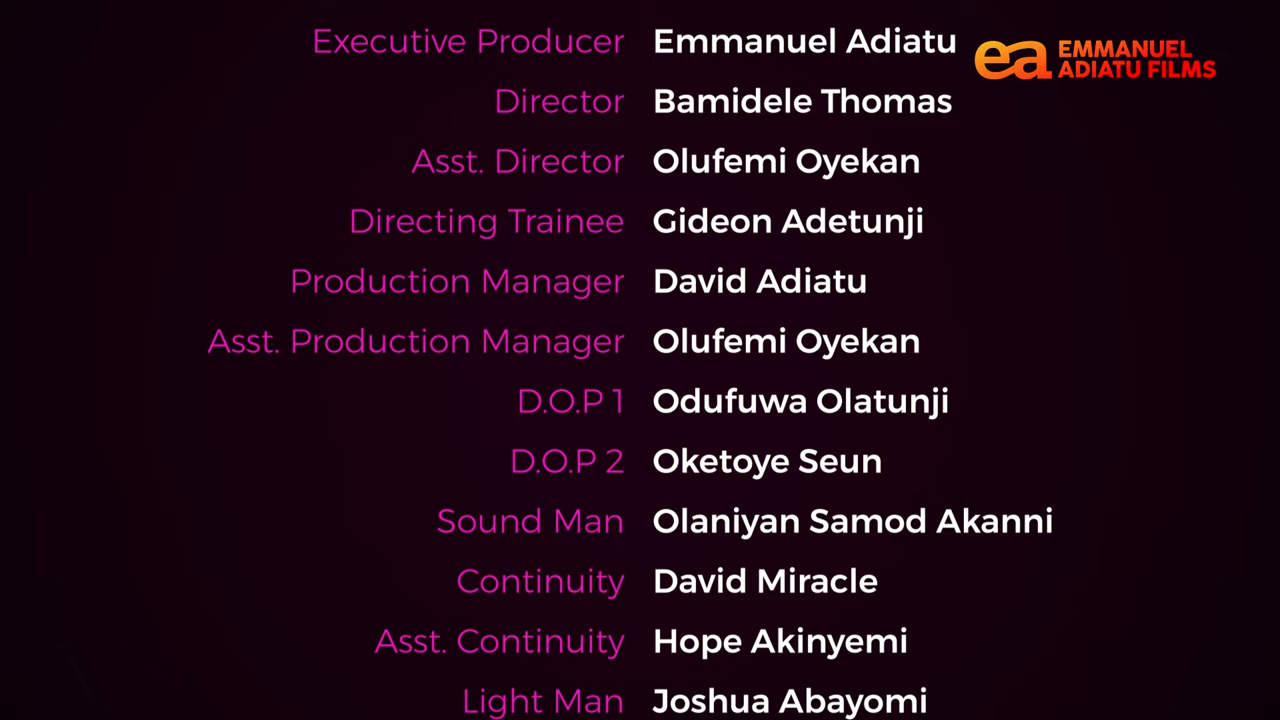 Executive Producer Emmanuel Adiatu
ea EMMANUEL
ADIATU FILMS
Director Bamidele Thomas
Asst. Director Olufemi Oyekan
Directing Trainee Gideon Adetunji
Production Manager David Adiatu
Asst. Production Manager Olufemi Oyekan
D.O.P 1 Odufuwa Olatunji
D.O.P 2 Oketoye Seun
Sound Man Olaniyan Samod Akanni
Continuity David Miracle
Asst. Continuity Hope Akinyemi
Light Man Joshua Abayomi